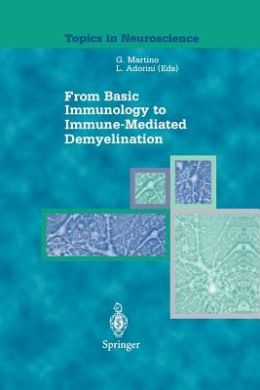 Topics in Neuroscience
G. Martino
L. Adorini (Eds)
From Basic
Immunology to
Immune-Mediated
Demyelination
Springer